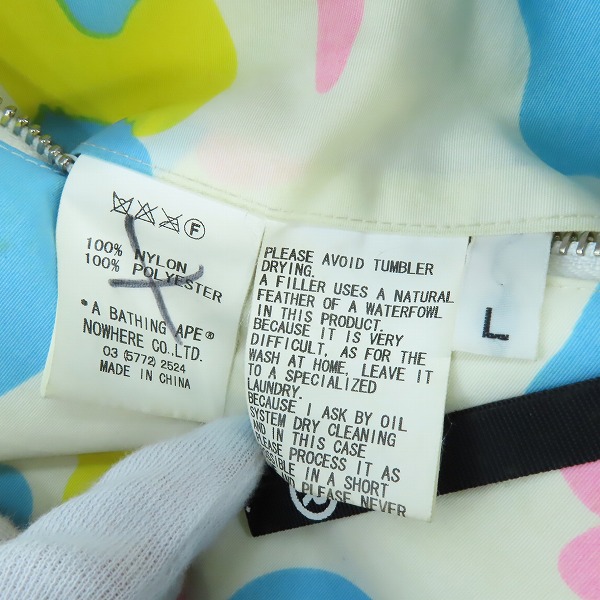 F
100% NYLON
100% POLYESTER
*A BATHING APE®
NOWHERE CO.,LTD.
03 (5772) 2524
MADE IN CHINA
PLEASE AVOID TUMBLER
DRYING.
A FILLER USES A NATURAL
FEATHER OF A WATERFOWL
IN THIS PRODUCT.
BECAUSE IT IS VERY
DIFFICULT, AS FOR THE
WASH AT HOME, LEAVE IT
TO A SPECIALIZED
LAUNDRY.
BECAUSE I ASK BY OIL
SYSTEM DRY CLEANING
AND IN THIS CASE
PLEASE PROCESS IT AS
IN A SHORT
AND PLEASE NEVER
L